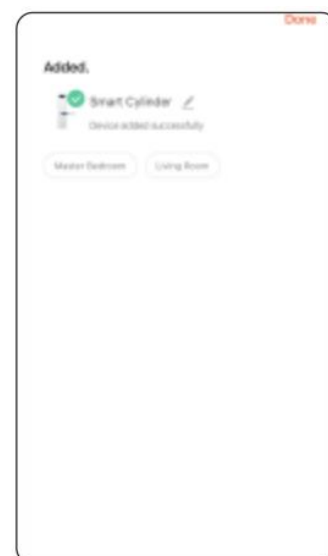 Done
Added.
Smart Cylinder
Device added successfully
Master Bedroom
Living Room